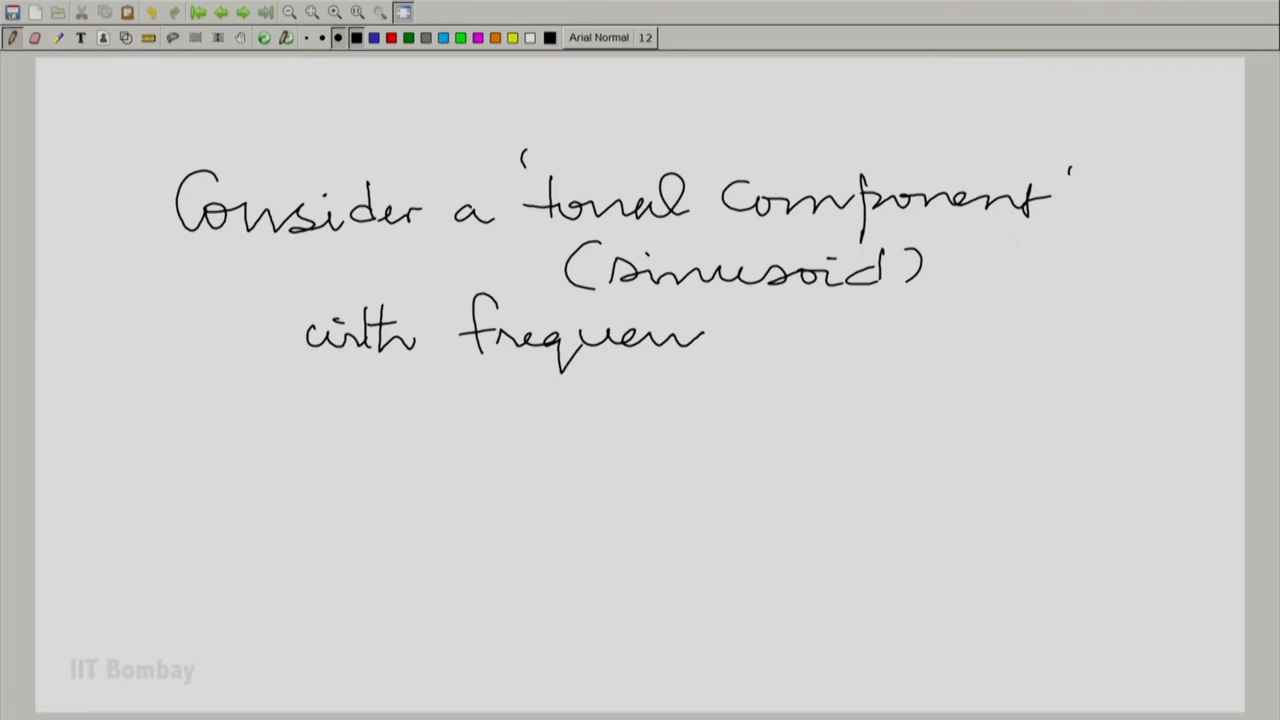 T Arial Normal 12
Consider a 'tonal component'
(sinusoid)
with frequen
IIT Bombay